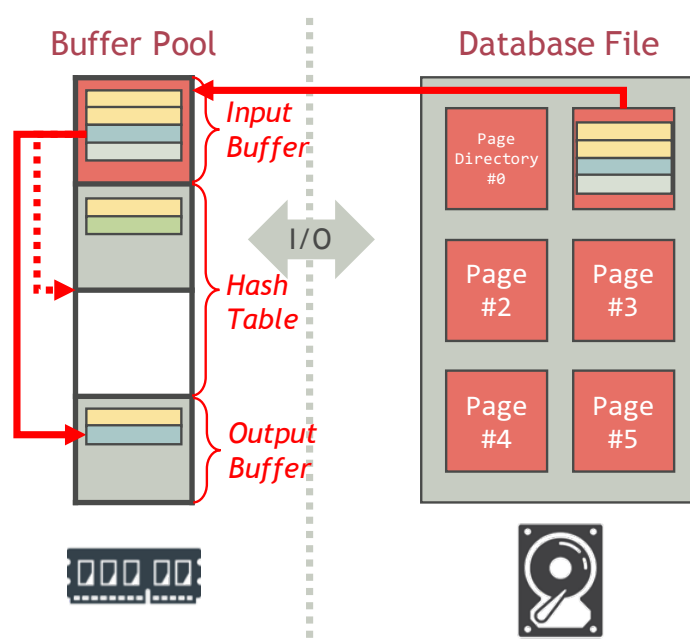 Buffer Pool
Database File
Input
Buffer
Page
Directory
#0
I/O
Hash
Table
Page
#2
Page
#3
Output
Buffer
Page
#4
Page
#5